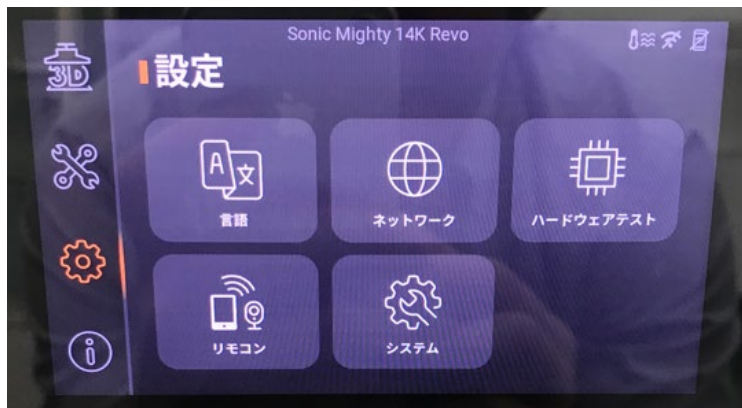 Sonic Mighty 14K Revo
3D
設定
A
文
言語
ネットワーク
ハードウェアテスト
リモコン
システム